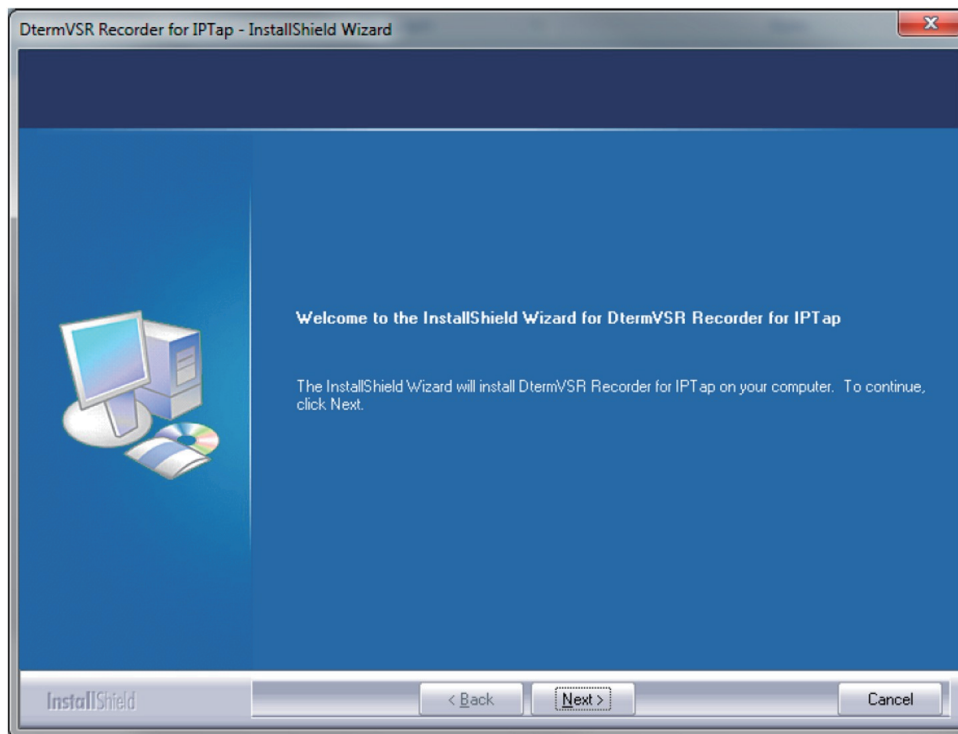 DtermVSR Recorder for IPTap - InstallShield Wizard
Welcome to the InstallShield Wizard for DtermVSR Recorder for IPTap
The InstallShield Wizard will install DtermVSR Recorder for IPTap on your computer. To continue,
click Next.
InstallShield
< Back
Next >
Cancel